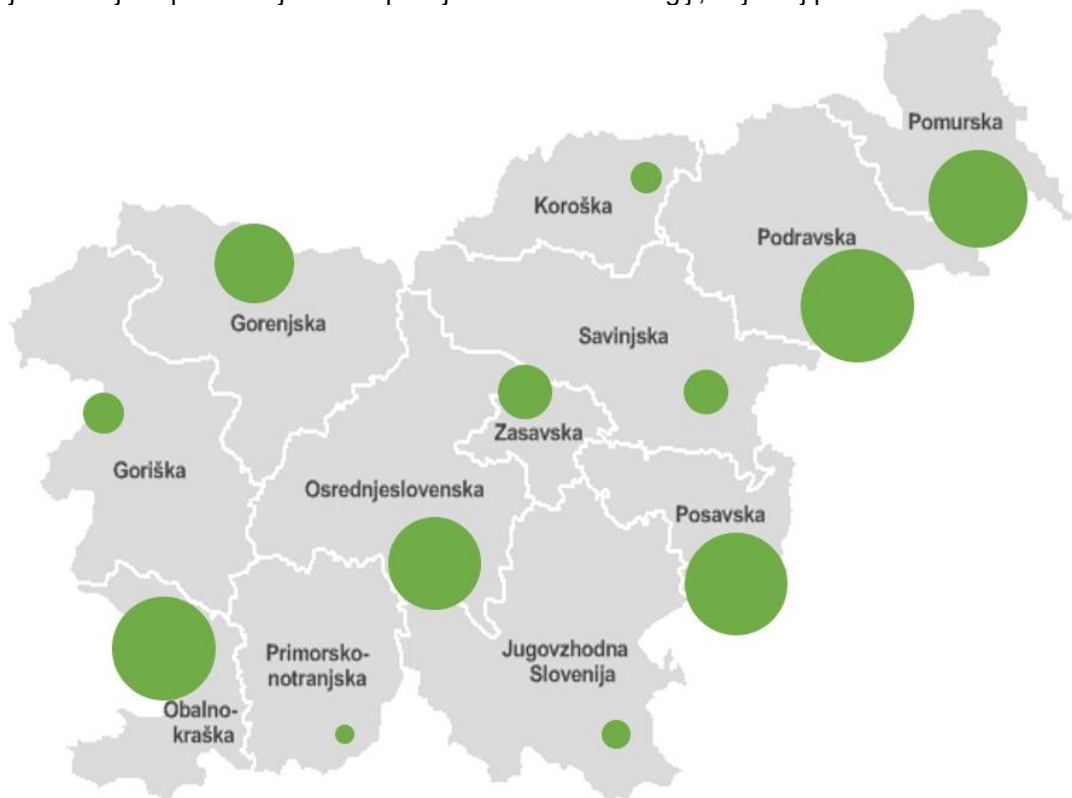 Pomurska
Koroška
Podravska
Gorenjska
Savinjska
Zasavska
Goriška
Osrednjeslovenska
Posavska
Primorsko-
notranjska
Jugovzhodna
Slovenija
Obalno-
kraška